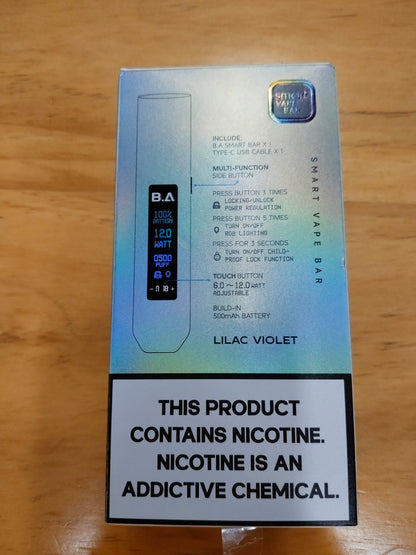 smart
VAPE
BAR
INCLUDE:
B.A SMART BAR X 1
TYPE-C USB CABLE X 1
MULTI-FUNCTION
SIDE BUTTON
PRESS BUTTON 3 TIMES
LOCKING/UNLOCK
POWER REGULATION
PRESS BUTTON 5 TIMES
TURN ON/OFF
RGB LIGHTING
PRESS FOR 3 SECONDS
TURN ON/OFF CHILD-
PROOF LOCK FUNCTION
TOUCH BUTTON
6.0 ～12.0 WATT
ADJUSTABLE
BUILD-IN
500mAh BATTERY
LILAC VIOLET
SMART VAPE BAR
B.A
100%
BATTERY
12.0
WATT
0500
PUFF
THIS PRODUCT
CONTAINS NICOTINE.
NICOTINE IS AN
ADDICTIVE CHEMICAL.